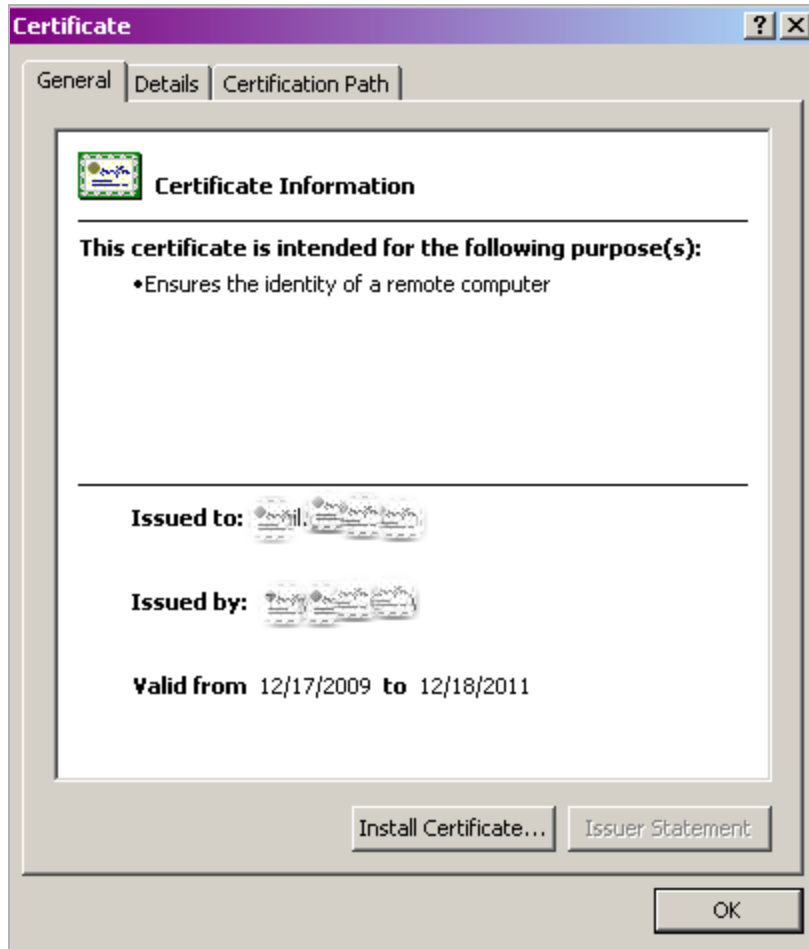 Certificate
General Details Certification Path
Certificate Information
This certificate is intended for the following purpose(s):
•Ensures the identity of a remote computer
Issued to:
Issued by:
Valid from 12/17/2009 to 12/18/2011
Install Certificate... Issuer Statement
OK